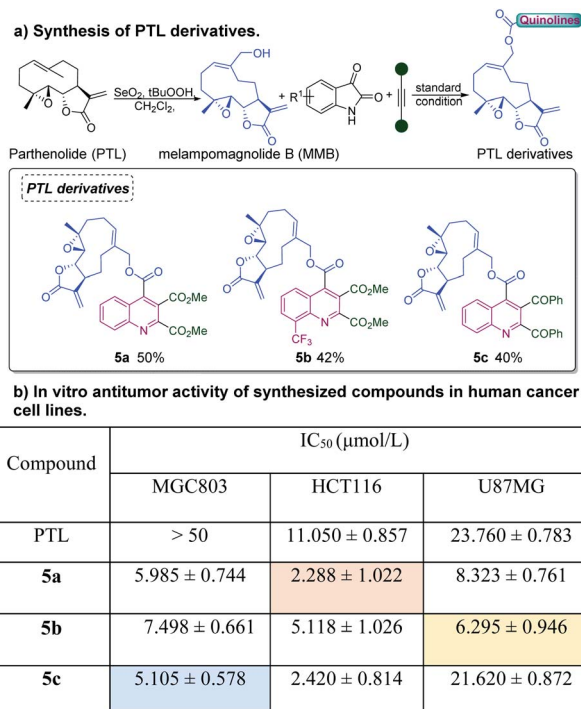 a) Synthesis of PTL derivatives.
O
Quinolines
O
OH
O
SeO₂, tBuOOH
CH₂Cl₂,
O
O
O
O
O
O
+ R¹
O
O
N
H
+
standard
condition
O
O
O
Parthenolide (PTL)
melampomagnolide B (MMB)
PTL derivatives
PTL derivatives
O
O
O
O
O
CO₂Me
N
CO₂Me
5a 50%
O
O
O
O
O
CO₂Me
N
CO₂Me
CF₃
5b 42%
O
O
O
O
O
COPh
N
COPh
5c 40%
b) In vitro antitumor activity of synthesized compounds in human cancer
cell lines.
Compound
IC₅₀ (μmol/L)
MGC803 HCT116 U87MG
PTL > 50 11.050 ± 0.857 23.760 ± 0.783
5a 5.985 ± 0.744 2.288 ± 1.022 8.323 ± 0.761
5b 7.498 ± 0.661 5.118 ± 1.026 6.295 ± 0.946
5c 5.105 ± 0.578 2.420 ± 0.814 21.620 ± 0.872